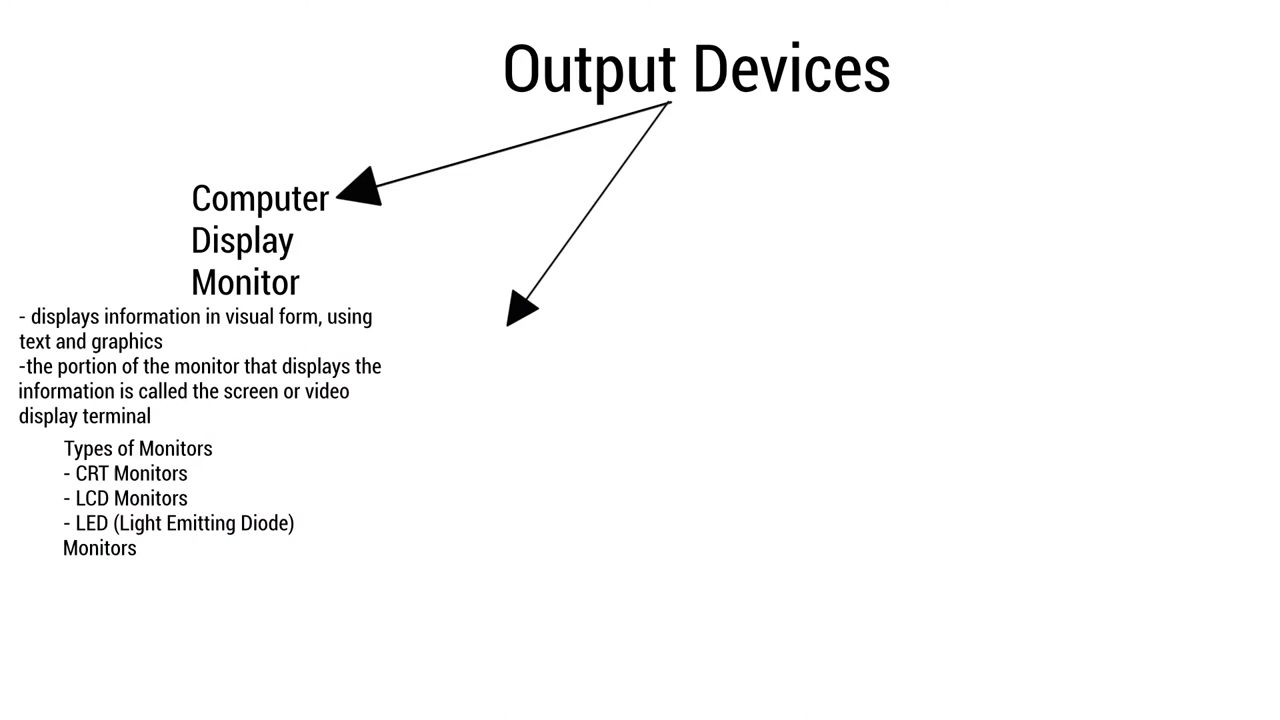 Output Devices
Computer
Display
Monitor
- displays information in visual form, using
text and graphics
-the portion of the monitor that displays the
information is called the screen or video
display terminal
Types of Monitors
- CRT Monitors
- LCD Monitors
- LED (Light Emitting Diode)
Monitors